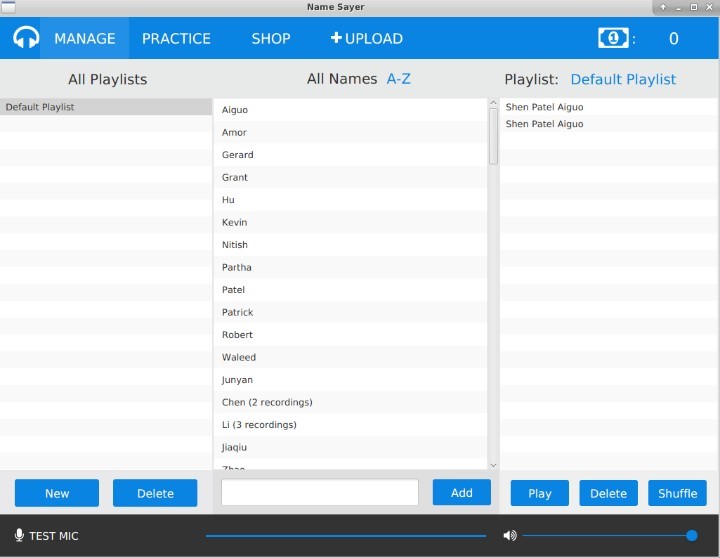 Name Sayer
MANAGE PRACTICE SHOP +UPLOAD 1 : 0
All Playlists
Default Playlist
New Delete
All Names A-Z
Aiguo
Amor
Gerard
Grant
Hu
Kevin
Nitish
Partha
Patel
Patrick
Robert
Waleed
Junyan
Chen (2 recordings)
Li (3 recordings)
Jiaqiu
Zhao
Add
Playlist: Default Playlist
Shen Patel Aiguo
Shen Patel Aiguo
Play Delete Shuffle
TEST MIC